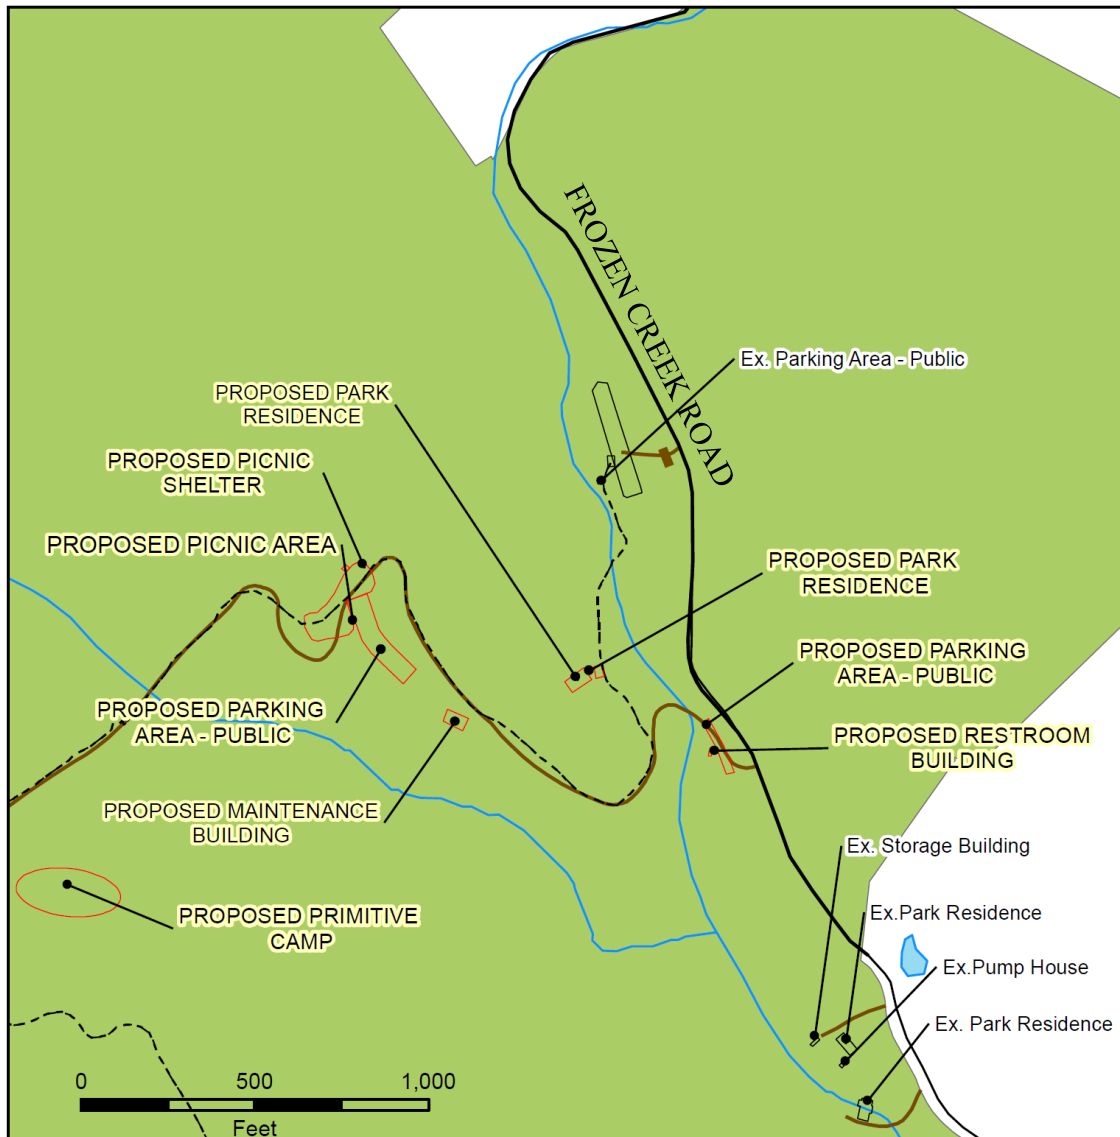 FROZEN CREEK ROAD
Ex. Parking Area - Public
PROPOSED PARK
RESIDENCE
PROPOSED PICNIC
SHELTER
PROPOSED PICNIC AREA
PROPOSED PARK
RESIDENCE
PROPOSED PARKING
AREA - PUBLIC
PROPOSED PARKING
AREA - PUBLIC
PROPOSED RESTROOM
BUILDING
PROPOSED MAINTENANCE
BUILDING
Ex. Storage Building
PROPOSED PRIMITIVE
CAMP
Ex.Park Residence
Ex.Pump House
Ex. Park Residence
0 500 1,000
Feet